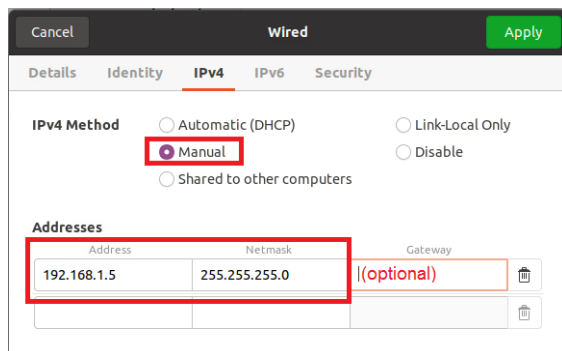 Cancel Wired Apply
Details Identity IPv4 IPv6 Security
IPv4 Method Automatic (DHCP) Link-Local Only
Manual Disable
Shared to other computers
Addresses
Address Netmask Gateway
192.168.1.5 255.255.255.0 (optional)